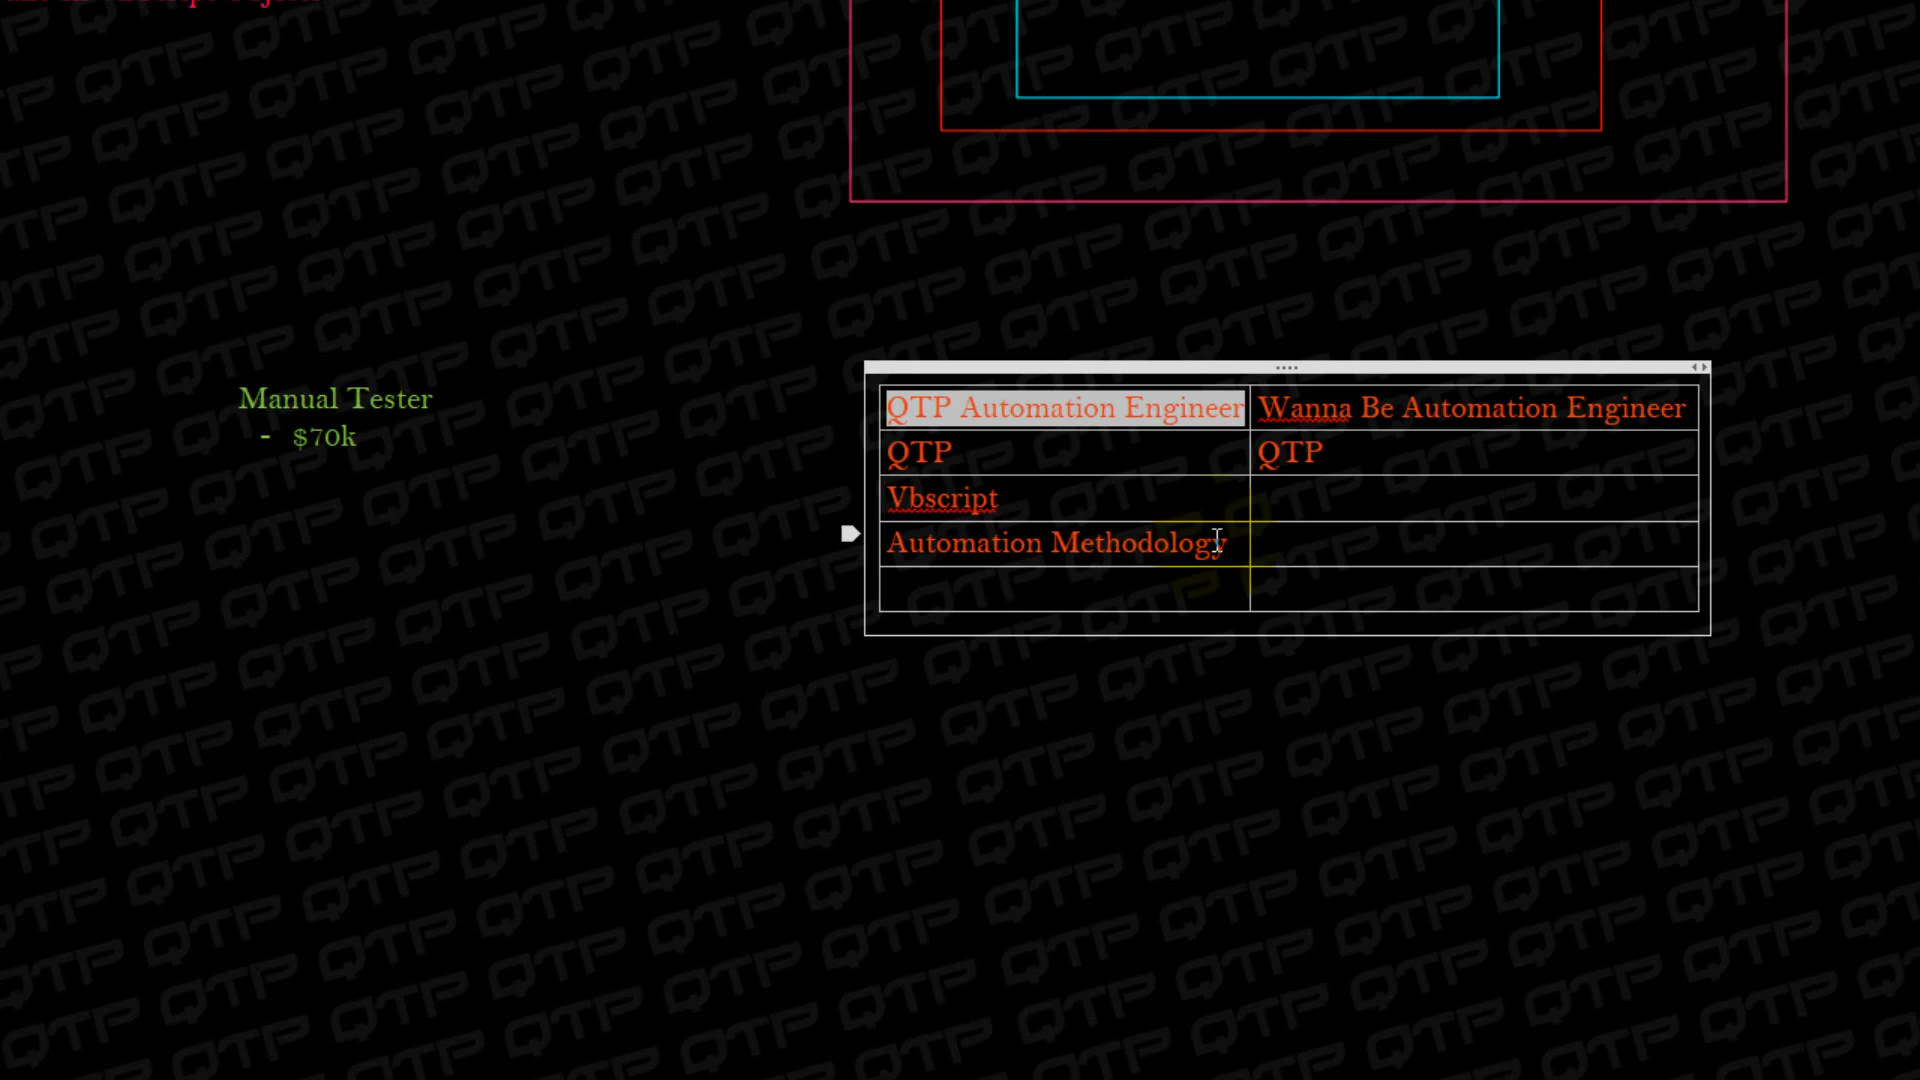 Manual Tester
- $70k
QTP Automation Engineer
Wanna Be Automation Engineer
QTP
QTP
Vbscript
Automation Methodology